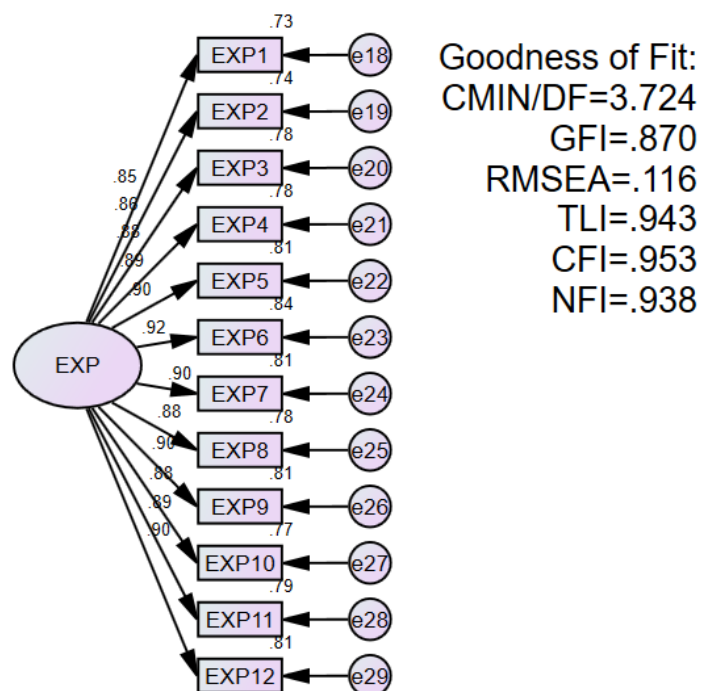 .73
EXP1 e18
.74
EXP2 e19
.78
EXP3 e20
.78
EXP4 e21
.81
EXP5 e22
.84
EXP6 e23
.81
EXP7 e24
.78
EXP8 e25
.81
EXP9 e26
.77
EXP10 e27
.79
EXP11 e28
.81
EXP12 e29
EXP
.85
.86
.88
.89
.90
.92
.90
.88
.90
.88
.89
.90
Goodness of Fit:
CMIN/DF=3.724
GFI=.870
RMSEA=.116
TLI=.943
CFI=.953
NFI=.938